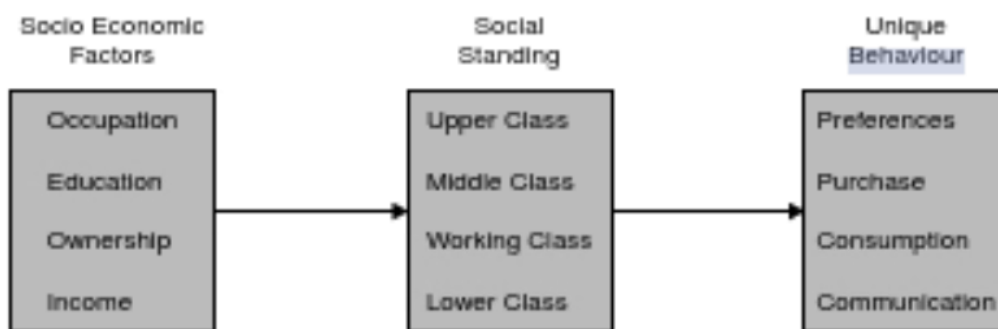 Socio Economic
Factors
Occupation
Education
Ownership
Income
Social
Standing
Upper Class
Middle Class
Working Class
Lower Class
Unique
Behaviour
Preferences
Purchase
Consumption
Communication